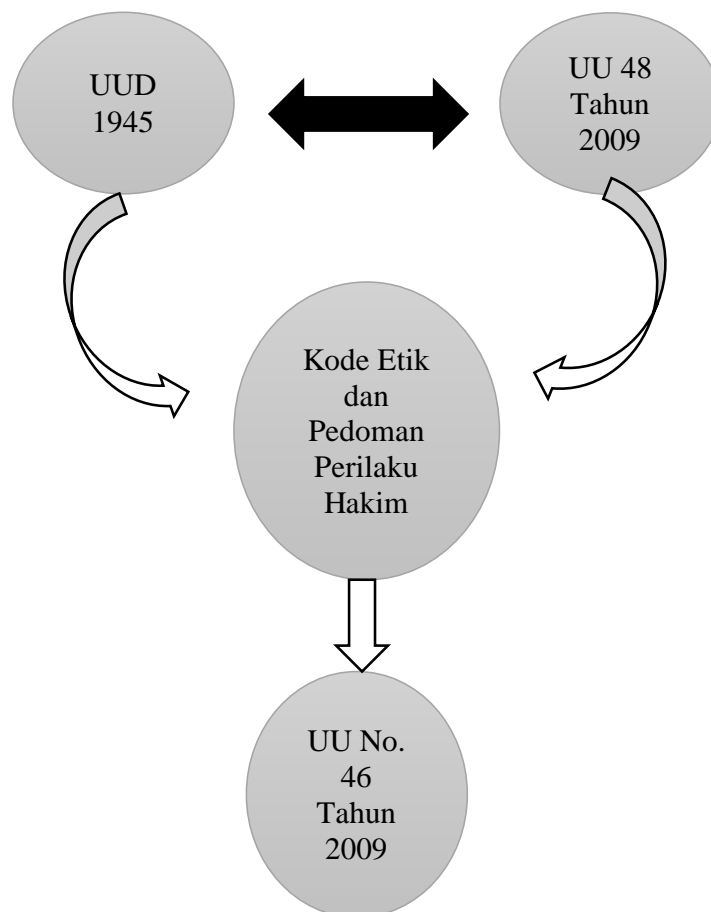 UUD
1945
UU 48
Tahun
2009
Kode Etik
dan
Pedoman
Perilaku
Hakim
UU No.
46
Tahun
2009